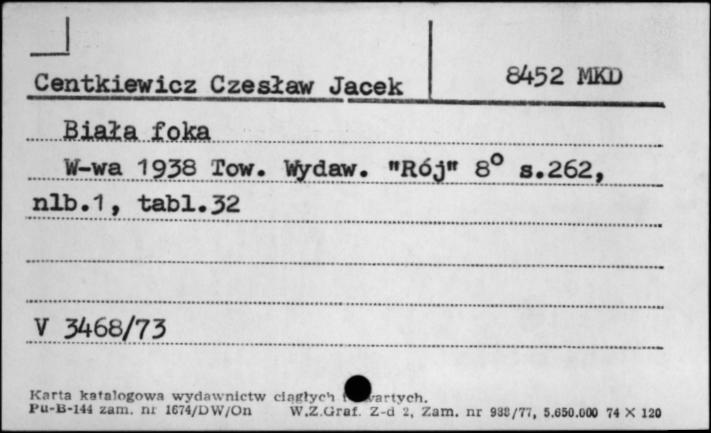 8452 MKD
Centkiewicz Czesław Jacek
Biała foka
W-wa 1938 Tow. Wydaw. "Rój" 8° s.262,
nlb.1, tabl.32
V 3468/73
Karta katalogowa wydawnictw ciągłych
Pu-B-144 zam. nr 1674/DW/On W.Z.Graf. Z-d 2, Zam. nr 938/77, 5.650.000 74 X 120